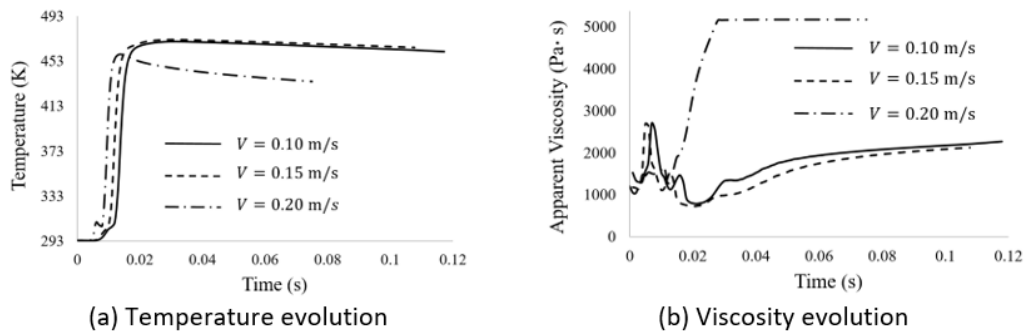 493
453
413
373
333
293
Temperature (K)
V = 0.10 m/s
V = 0.15 m/s
V = 0.20 m/s
0 0.02 0.04 0.06 0.08 0.1 0.12
Time (s)
(a) Temperature evolution
5000
4000
3000
2000
1000
0
Apparent Viscosity (Pa· s)
V = 0.10 m/s
V = 0.15 m/s
V = 0.20 m/s
0 0.02 0.04 0.06 0.08 0.1 0.12
Time (s)
(b) Viscosity evolution